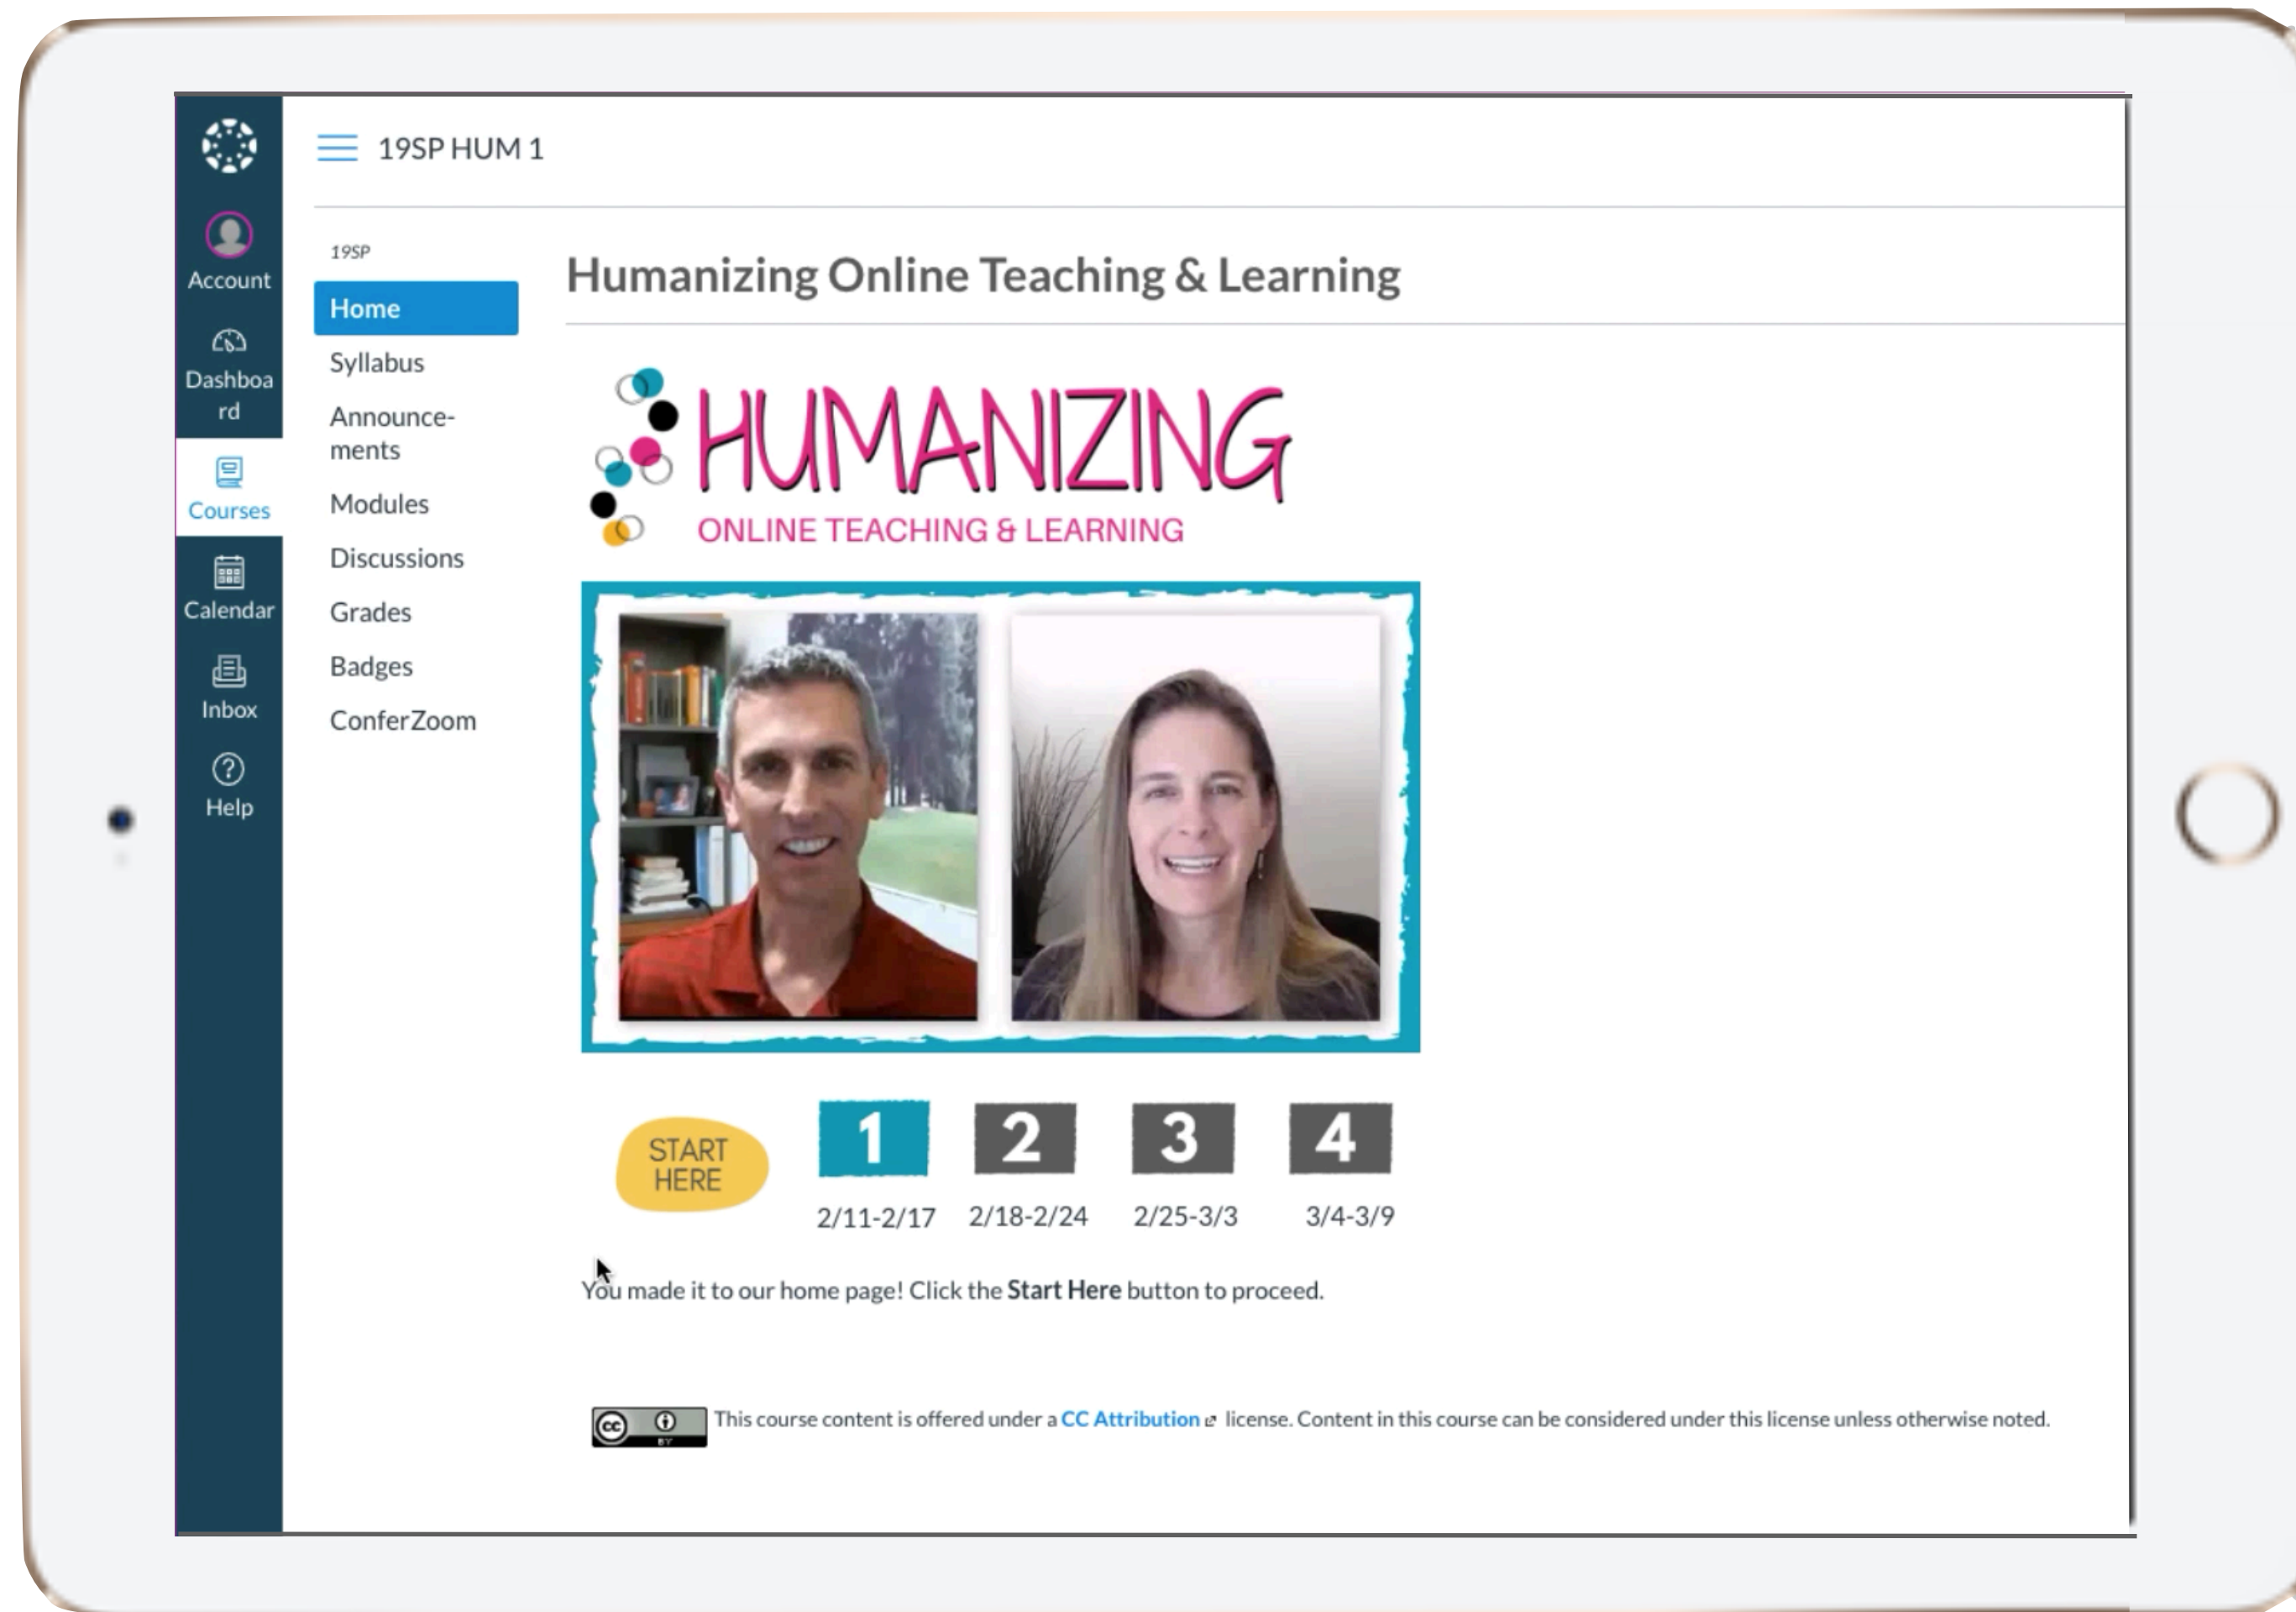 19SP HUM 1
Account
Dashboa
rd
Courses
Calendar
Inbox
Help
19SP
Home
Syllabus
Announce-
ments
Modules
Discussions
Grades
Badges
ConferZoom
Humanizing Online Teaching & Learning
HUMANIZING
ONLINE TEACHING & LEARNING
START
HERE
1
2
3
4
2/11-2/17
2/18-2/24
2/25-3/3
3/4-3/9
You made it to our home page! Click the Start Here button to proceed.
cc
BY
This course content is offered under a CC Attribution license. Content in this course can be considered under this license unless otherwise noted.